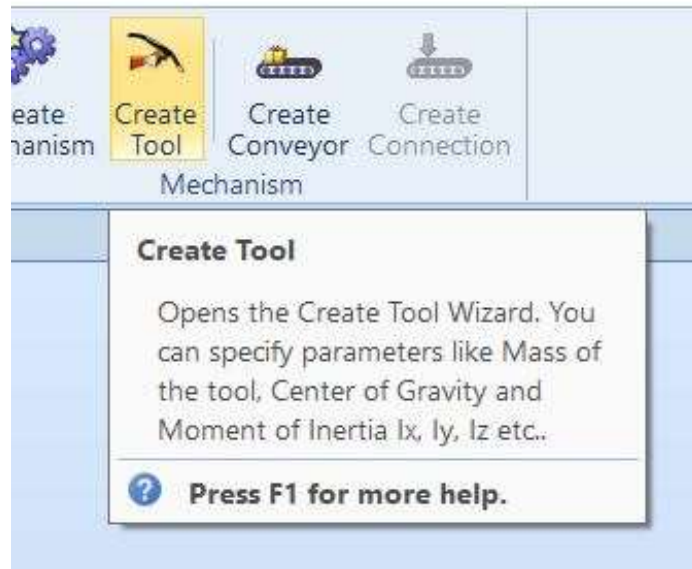 eate Create Create Create
hanism Tool Conveyor Connection
Mechanism
Create Tool
Opens the Create Tool Wizard. You
can specify parameters like Mass of
the tool, Center of Gravity and
Moment of Inertia Ix, Iy, Iz etc..
Press F1 for more help.